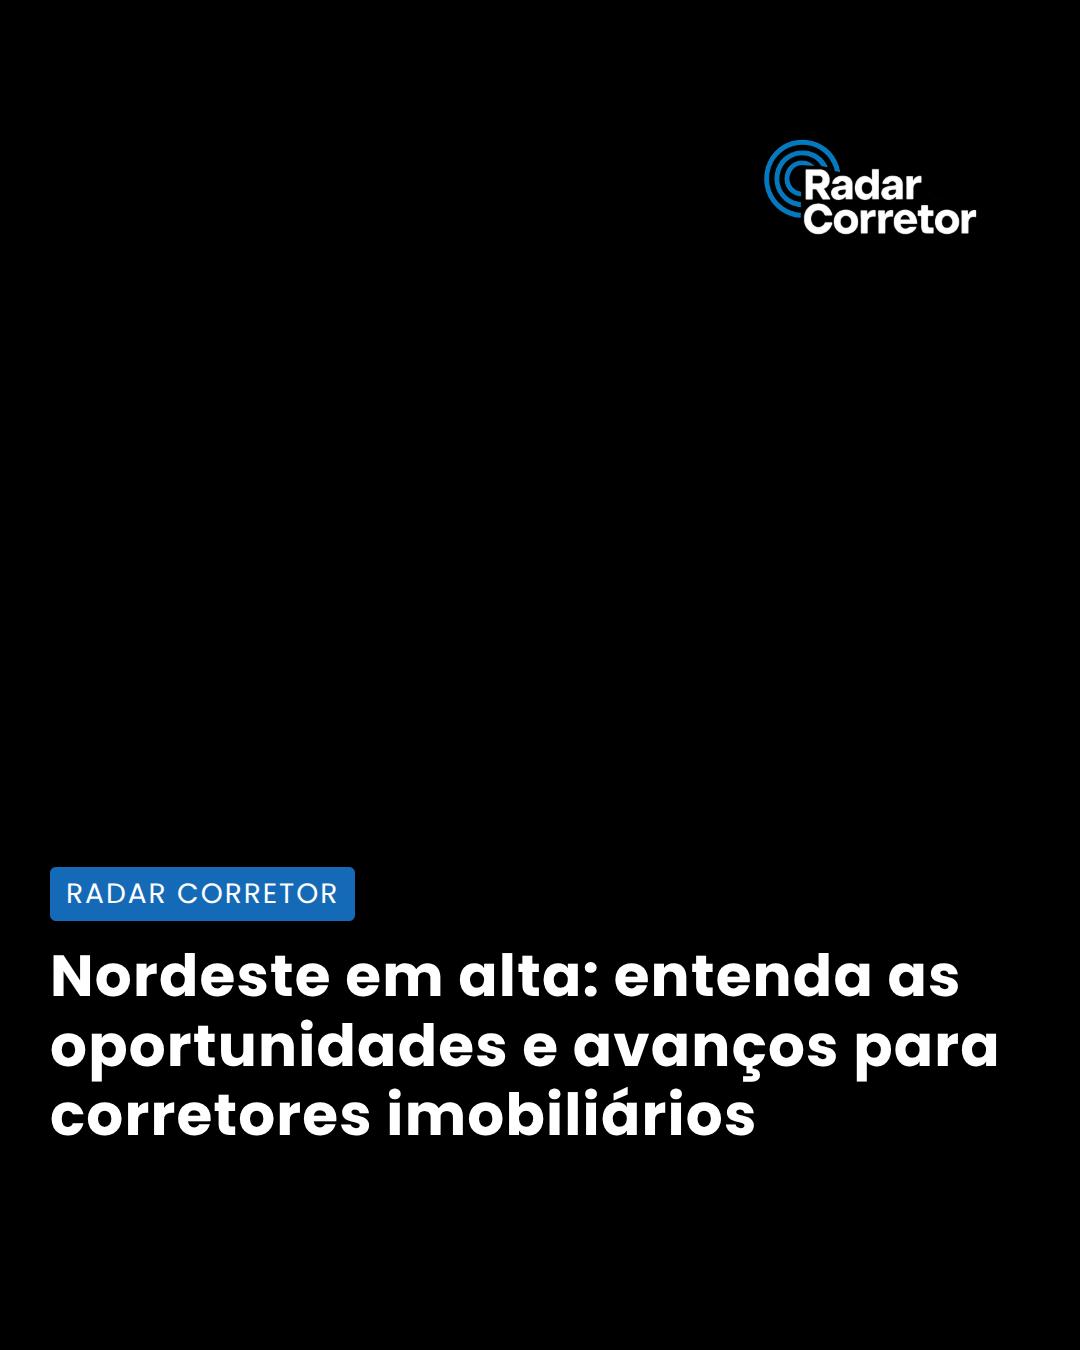 Radar
Corretor
RADAR CORRETOR
Nordeste em alta: entenda as
oportunidades e avanços para
corretores imobiliários